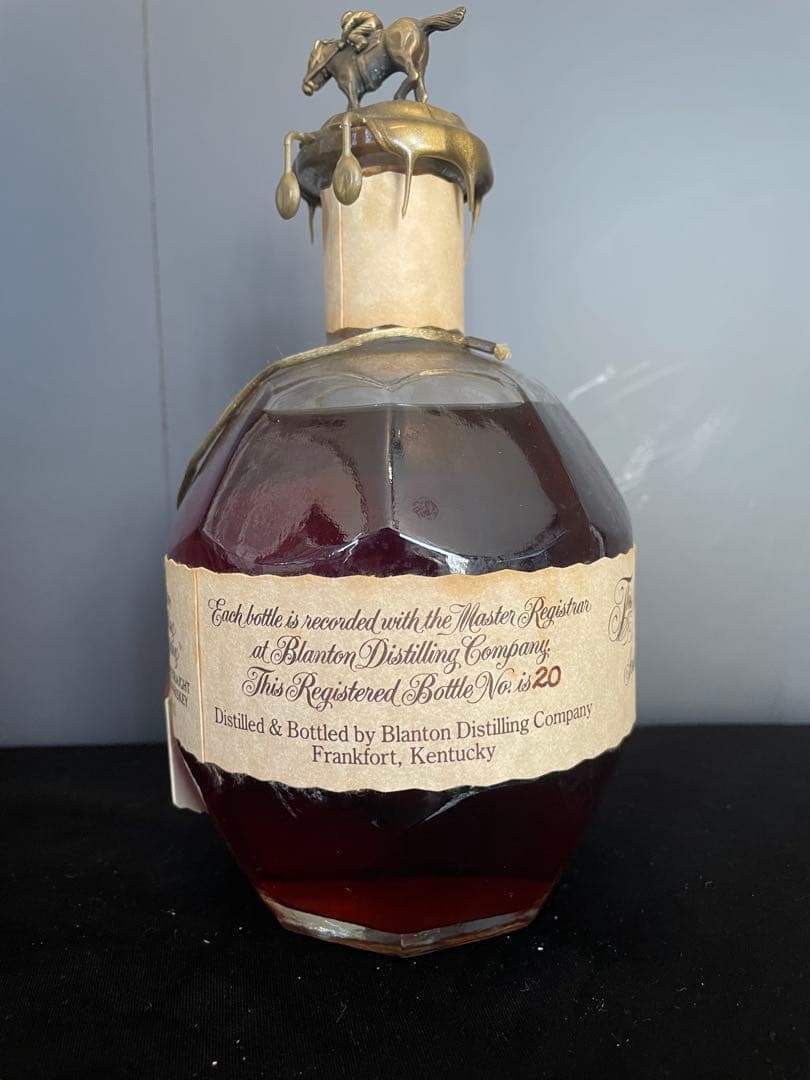 Each bottle is recorded with the Master Registrar
at Blanton Distilling Company.
This Registered Bottle No. is 20
Distilled & Bottled by Blanton Distilling Company
Frankfort, Kentucky